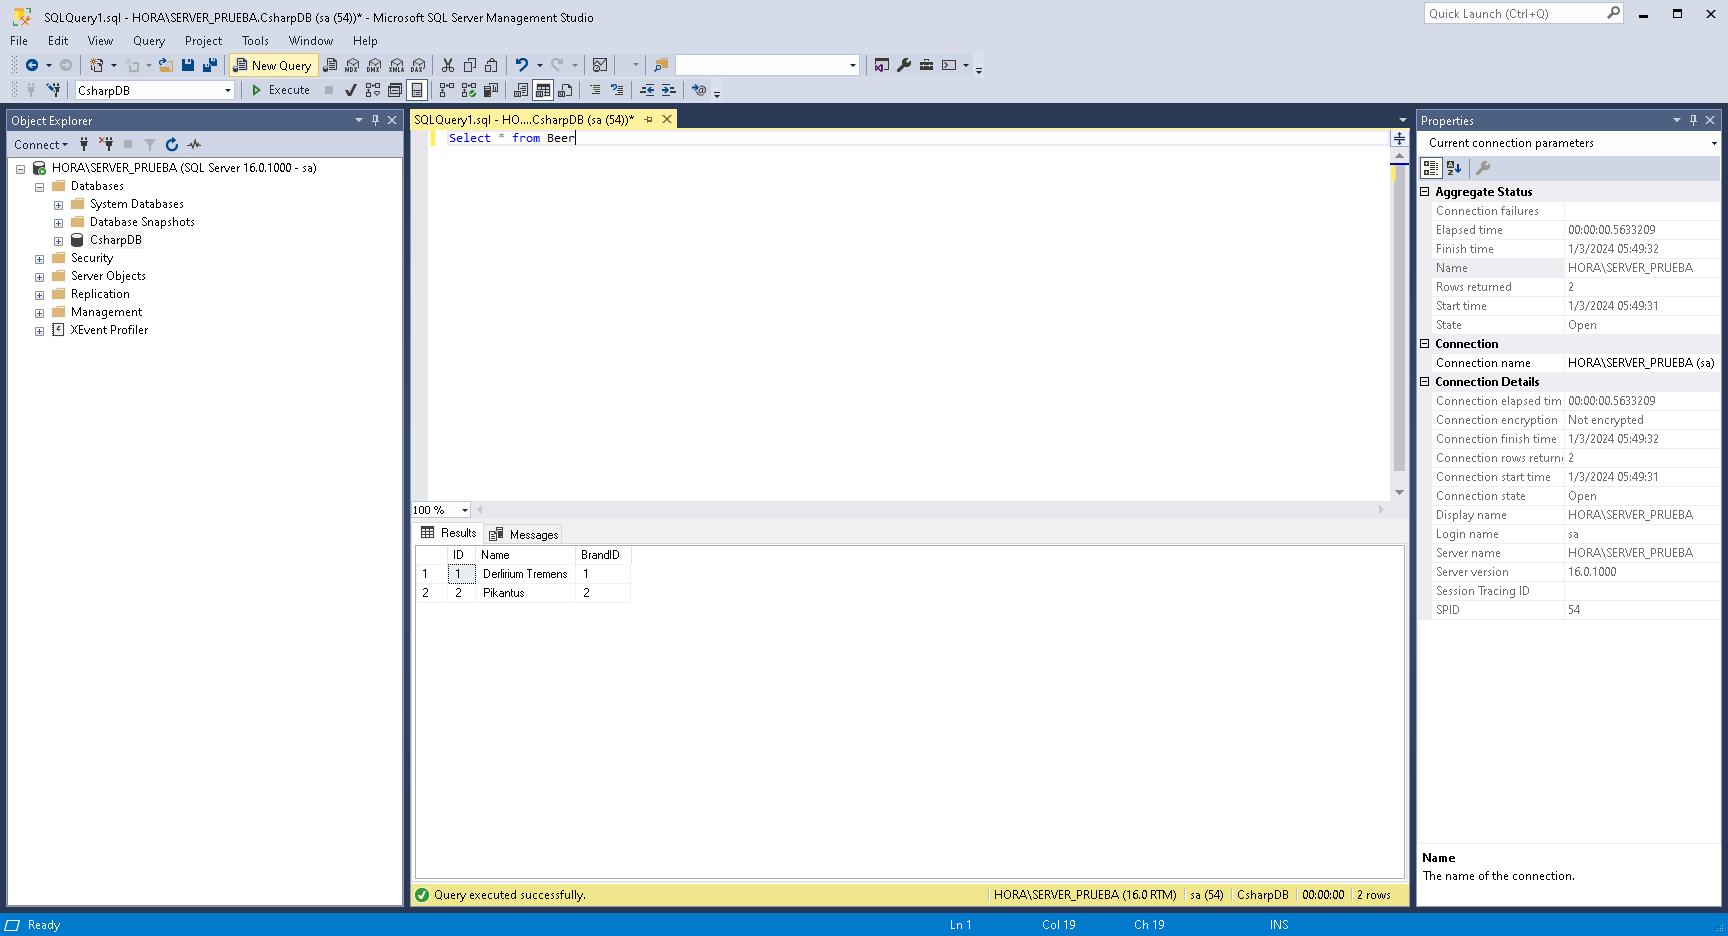 SQLQuery1.sql - HORA\SERVER_PRUEBA.CsharpDB (sa (54))* - Microsoft SQL Server Management Studio
Quick Launch (Ctrl+Q)
File Edit View Query Project Tools Window Help
New Query
MDX DMX XMLA DAX
CsharpDB
Execute
Object Explorer
Connect
HORA\SERVER_PRUEBA (SQL Server 16.0.1000 - sa)
Databases
System Databases
Database Snapshots
CsharpDB
Security
Server Objects
Replication
Management
XEvent Profiler
SQLQuery1.sql - HO....CsharpDB (sa (54))*
Select * from Beer
100 %
Results Messages
ID Name BrandID
1 1 Derlirium Tremens 1
2 2 Pikantus 2
Query executed successfully.
HORA\SERVER_PRUEBA (16.0 RTM) sa (54) CsharpDB 00:00:00 2 rows
Properties
Current connection parameters
Aggregate Status
Connection failures
Elapsed time 00:00:00.5633209
Finish time 1/3/2024 05:49:32
Name HORA\SERVER_PRUEBA
Rows returned 2
Start time 1/3/2024 05:49:31
State Open
Connection
Connection name HORA\SERVER_PRUEBA (sa)
Connection Details
Connection elapsed tim 00:00:00.5633209
Connection encryption Not encrypted
Connection finish time 1/3/2024 05:49:32
Connection rows return 2
Connection start time 1/3/2024 05:49:31
Connection state Open
Display name HORA\SERVER_PRUEBA
Login name sa
Server name HORA\SERVER_PRUEBA
Server version 16.0.1000
Session Tracing ID
SPID 54
Name
The name of the connection.
Ready Ln 1 Col 19 Ch 19 INS